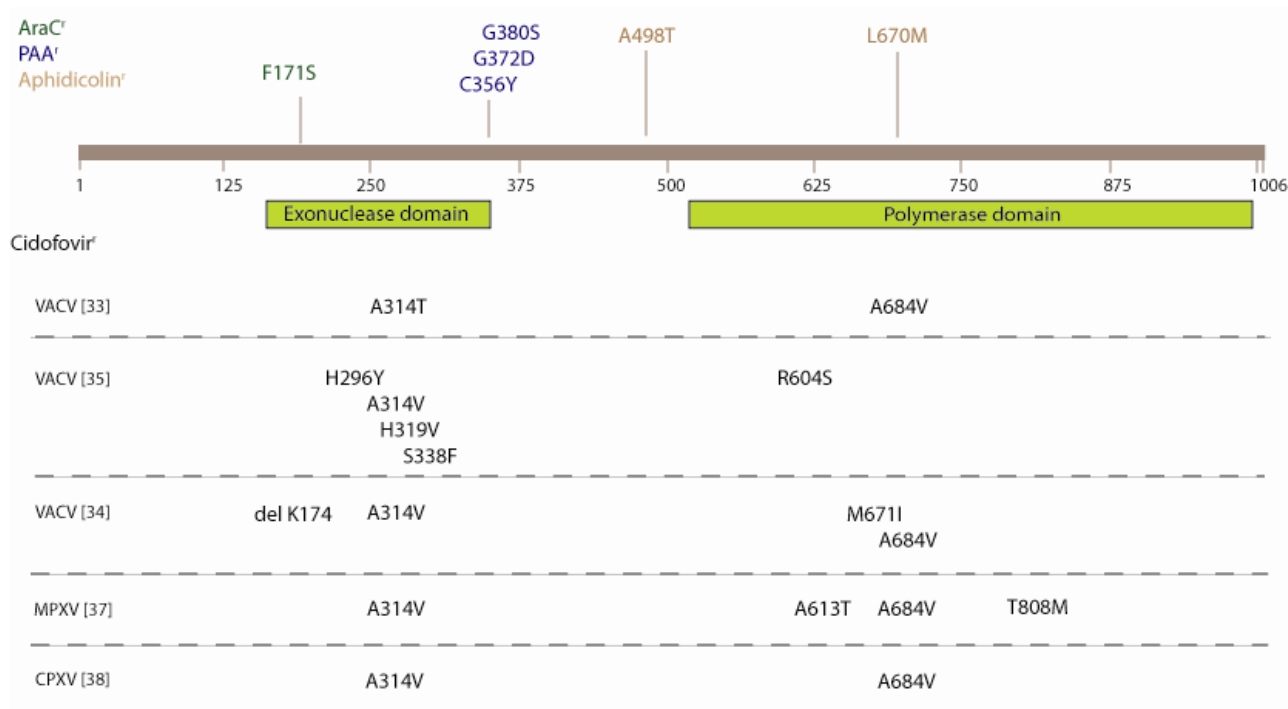 AraCʳ
PAAʳ
Aphidicolinʳ
F171S
G380S
G372D
C356Y
A498T
L670M
1 125 250 375 500 625 750 875 1006
Exonuclease domain Polymerase domain
Cidofovirʳ
VACV [33] A314T A684V
VACV [35] H296Y R604S
A314V
H319V
S338F
VACV [34] del K174 A314V M671I
A684V
MPXV [37] A314V A613T A684V T808M
CPXV [38] A314V A684V